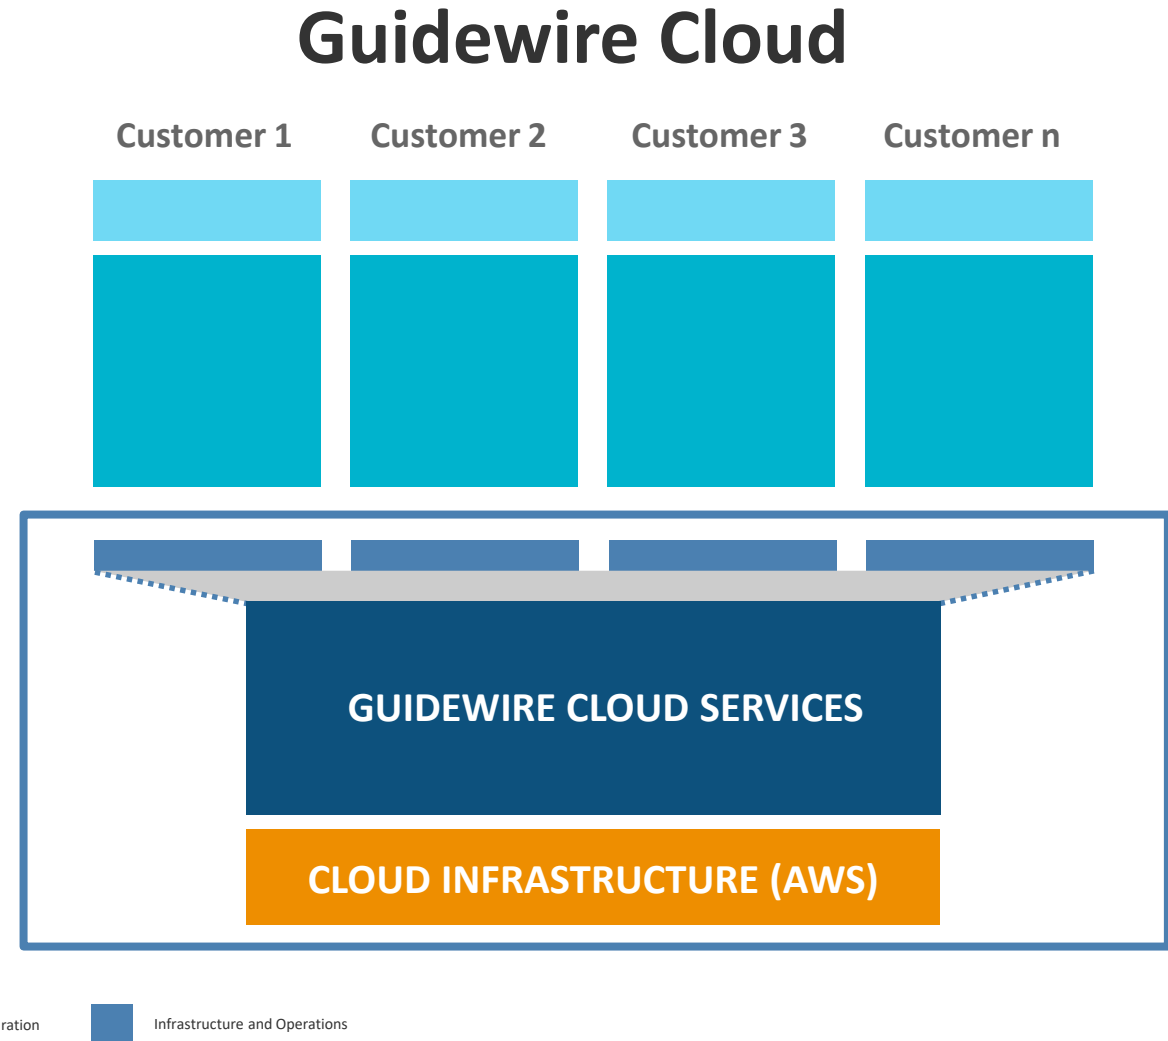 Guidewire Cloud
Customer 1 Customer 2 Customer 3 Customer n
GUIDEWIRE CLOUD SERVICES
CLOUD INFRASTRUCTURE (AWS)
ration Infrastructure and Operations